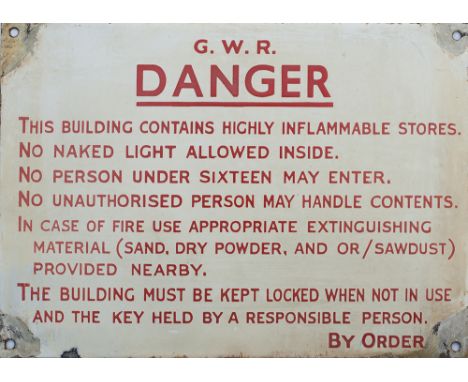 G. W. R.
DANGER
THIS BUILDING CONTAINS HIGHLY INFLAMMABLE STORES.
NO NAKED LIGHT ALLOWED INSIDE.
NO PERSON UNDER SIXTEEN MAY ENTER.
NO UNAUTHORISED PERSON MAY HANDLE CONTENTS.
IN CASE OF FIRE USE APPROPRIATE EXTINGUISHING
MATERIAL (SAND, DRY POWDER, AND OR/SAWDUST)
PROVIDED NEARBY.
THE BUILDING MUST BE KEPT LOCKED WHEN NOT IN USE
AND THE KEY HELD BY A RESPONSIBLE PERSON.
BY ORDER